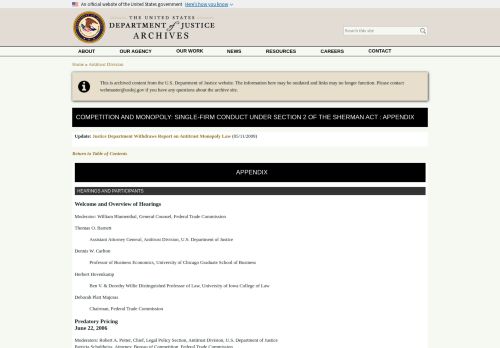 An official website of the United States government Here's how you know
THE UNITED STATES
DEPARTMENT of JUSTICE
ARCHIVES
Search this site
ABOUT OUR AGENCY OUR WORK NEWS RESOURCES CAREERS CONTACT
Home » Antitrust Division
This is archived content from the U.S. Department of Justice website. The information here may be outdated and links may no longer function. Please contact
webmaster@usdoj.gov if you have any questions about the archive site.
COMPETITION AND MONOPOLY: SINGLE-FIRM CONDUCT UNDER SECTION 2 OF THE SHERMAN ACT : APPENDIX
Update: Justice Department Withdraws Report on Antitrust Monopoly Law (05/11/2009)
Return to Table of Contents
APPENDIX
HEARINGS AND PARTICIPANTS
Welcome and Overview of Hearings
Moderator: William Blumenthal, General Counsel, Federal Trade Commission
Thomas O. Barnett
Assistant Attorney General, Antitrust Division, U.S. Department of Justice
Dennis W. Carlton
Professor of Business Economics, University of Chicago Graduate School of Business
Herbert Hovenkamp
Ben V. & Dorothy Willie Distinguished Professor of Law, University of Iowa College of Law
Deborah Platt Majoras
Chairman, Federal Trade Commission
Predatory Pricing
June 22, 2006
Moderators: Robert A. Potter, Chief, Legal Policy Section, Antitrust Division, U.S. Department of Justice
Patricia Schultheiss, Attorney, Bureau of Competition, Federal Trade Commission